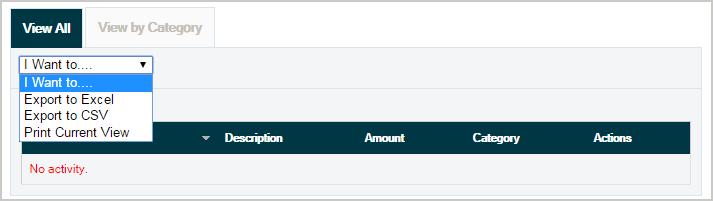 View All View by Category
I Want to....
I Want to....
Export to Excel
Export to CSV
Print Current View
Description Amount Category Actions
No activity.